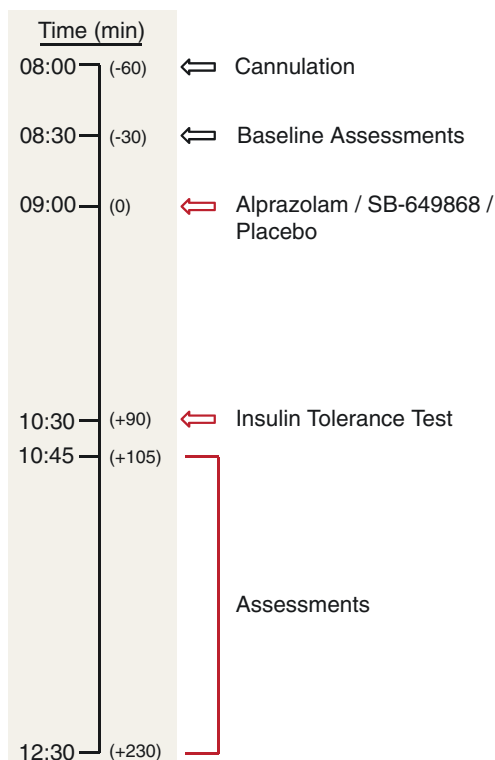 Time (min)
08:00 (-60) Cannulation
08:30 (-30) Baseline Assessments
09:00 (0) Alprazolam / SB-649868 /
Placebo
10:30 (+90) Insulin Tolerance Test
10:45 (+105)
Assessments
12:30 (+230)